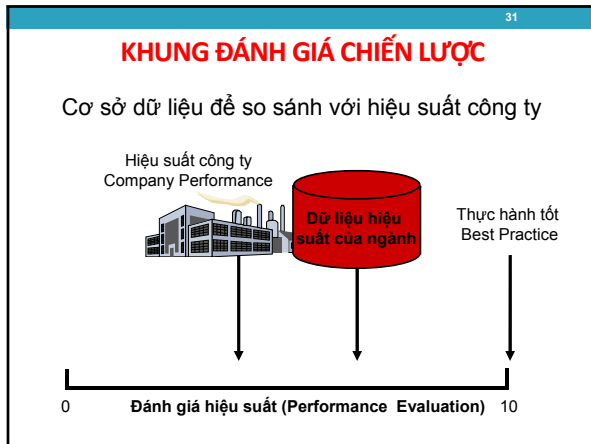 31
KHUNG ĐÁNH GIÁ CHIẾN LƯỢC
Cơ sở dữ liệu để so sánh với hiệu suất công ty
Hiệu suất công ty
Company Performance
Dữ liệu hiệu
suất của ngành
Thực hành tốt
Best Practice
0 Đánh giá hiệu suất (Performance Evaluation) 10